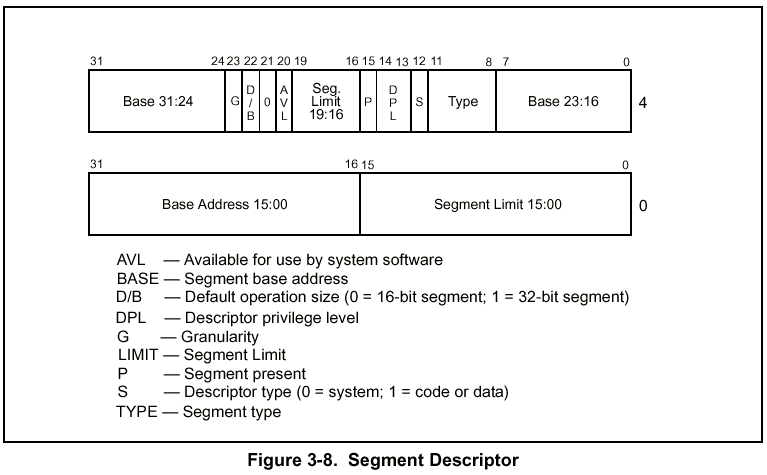 31 24 23 22 21 20 19 16 15 14 13 12 11 8 7 0
Base 31:24 G D/B 0 AVL Seg. Limit 19:16 P DPL S Type Base 23:16 4
31 16 15 0
Base Address 15:00 Segment Limit 15:00 0
AVL — Available for use by system software
BASE — Segment base address
D/B — Default operation size (0 = 16-bit segment; 1 = 32-bit segment)
DPL — Descriptor privilege level
G — Granularity
LIMIT — Segment Limit
P — Segment present
S — Descriptor type (0 = system; 1 = code or data)
TYPE — Segment type
Figure 3-8. Segment Descriptor